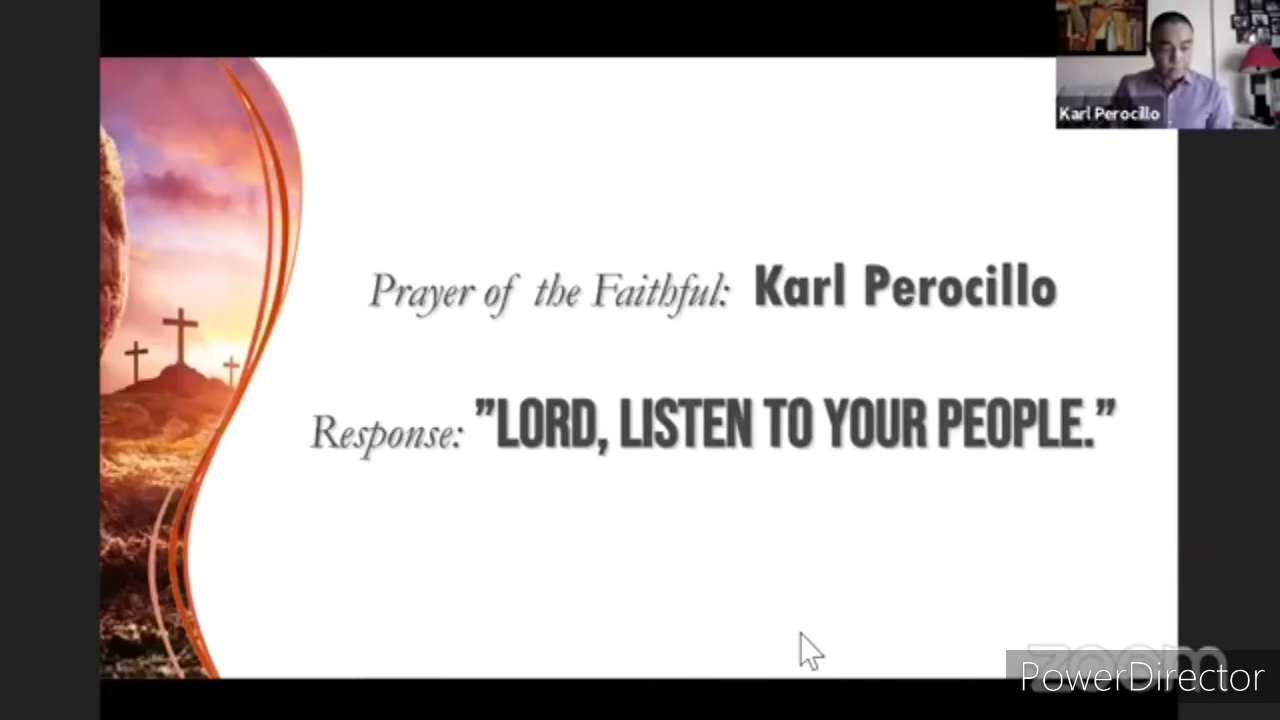 Karl Perocillo
Prayer of the Faithful: Karl Perocillo
Response: ”LORD, LISTEN TO YOUR PEOPLE.”
zoom
PowerDirector